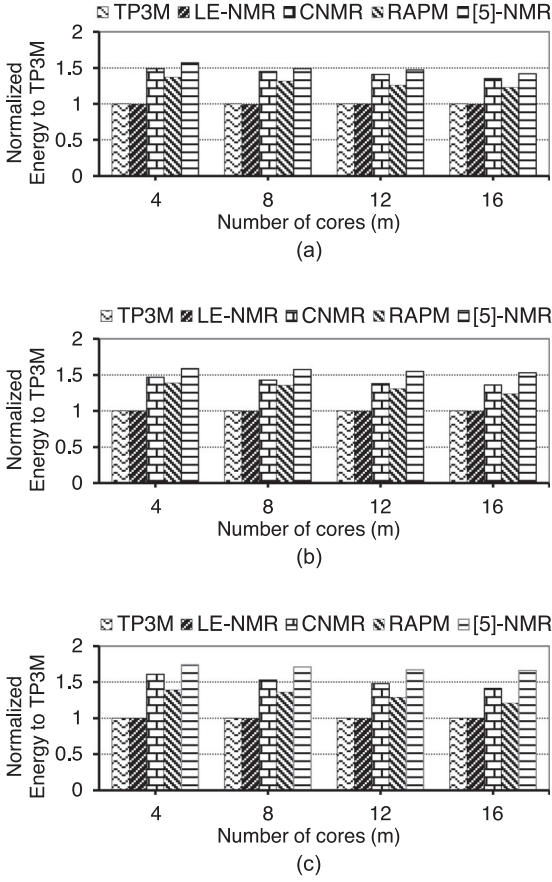 TP3M LE-NMR CNMR RAPM [5]-NMR
Normalized
Energy to TP3M
2
1.5
1
0.5
0
4 8 12 16
Number of cores (m)
(a)
TP3M LE-NMR CNMR RAPM [5]-NMR
Normalized
Energy to TP3M
2
1.5
1
0.5
0
4 8 12 16
Number of cores (m)
(b)
TP3M LE-NMR CNMR RAPM [5]-NMR
Normalized
Energy to TP3M
2
1.5
1
0.5
0
4 8 12 16
Number of cores (m)
(c)